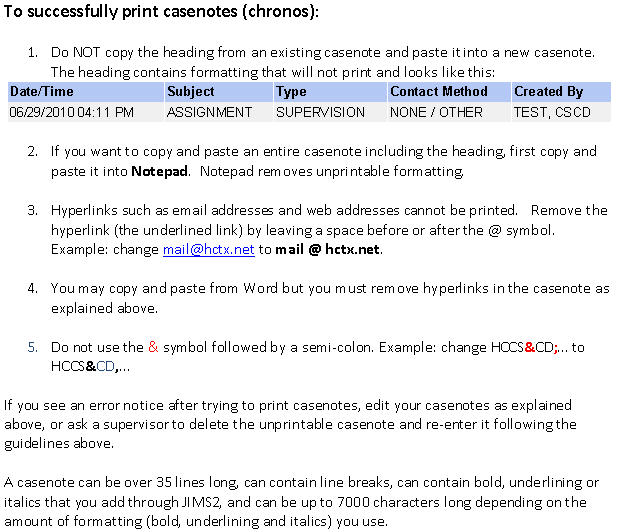 To successfully print casenotes (chronos):
1. Do NOT copy the heading from an existing casenote and paste it into a new casenote.
The heading contains formatting that will not print and looks like this:
Date/Time Subject Type Contact Method Created By
06/29/2010 04:11 PM ASSIGNMENT SUPERVISION NONE / OTHER TEST, CSCD
2. If you want to copy and paste an entire casenote including the heading, first copy and
paste it into Notepad. Notepad removes unprintable formatting.
3. Hyperlinks such as email addresses and web addresses cannot be printed. Remove the
hyperlink (the underlined link) by leaving a space before or after the @ symbol.
Example: change mail@hctx.net to mail @ hctx.net.
4. You may copy and paste from Word but you must remove hyperlinks in the casenote as
explained above.
5. Do not use the & symbol followed by a semi-colon. Example: change HCCS&CD;... to
HCCS&CD,...
If you see an error notice after trying to print casenotes, edit your casenotes as explained
above, or ask a supervisor to delete the unprintable casenote and re-enter it following the
guidelines above.
A casenote can be over 35 lines long, can contain line breaks, can contain bold, underlining or
italics that you add through JIMS2, and can be up to 7000 characters long depending on the
amount of formatting (bold, underlining and italics) you use.